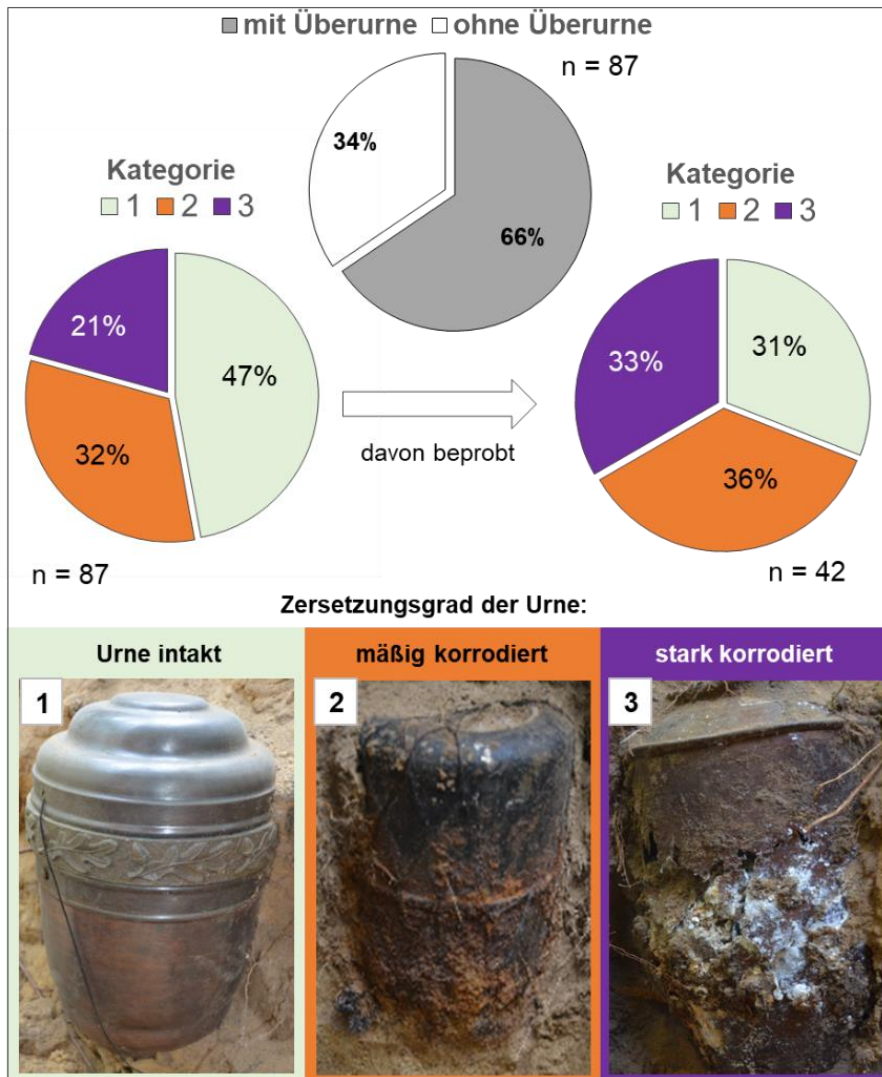 mit Überurne ohne Überurne
n = 87
34%
66%
Kategorie
1 2 3
21%
47%
32%
n = 87
davon beprobt
Kategorie
1 2 3
33%
31%
36%
n = 42
Zersetzungsgrad der Urne:
Urne intakt
mäßig korrodiert
stark korrodiert
1
2
3